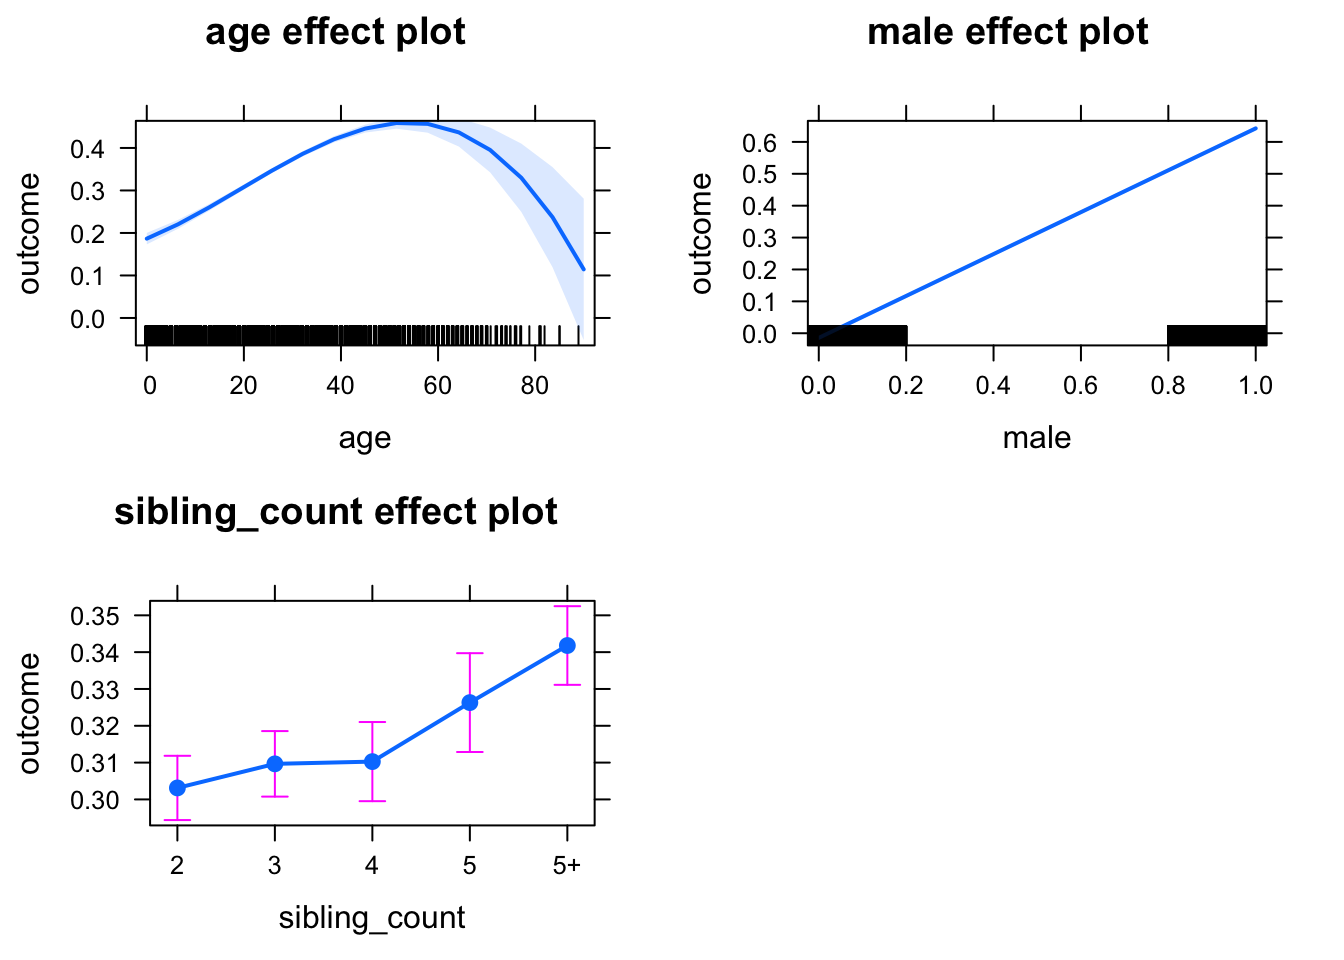 age effect plot
outcome
0.4
0.3
0.2
0.1
0.0
0 20 40 60 80
age
male effect plot
outcome
0.6
0.5
0.4
0.3
0.2
0.1
0.0
0.0 0.2 0.4 0.6 0.8 1.0
male
sibling_count effect plot
outcome
0.35
0.34
0.33
0.32
0.31
0.30
2 3 4 5 5+
sibling_count